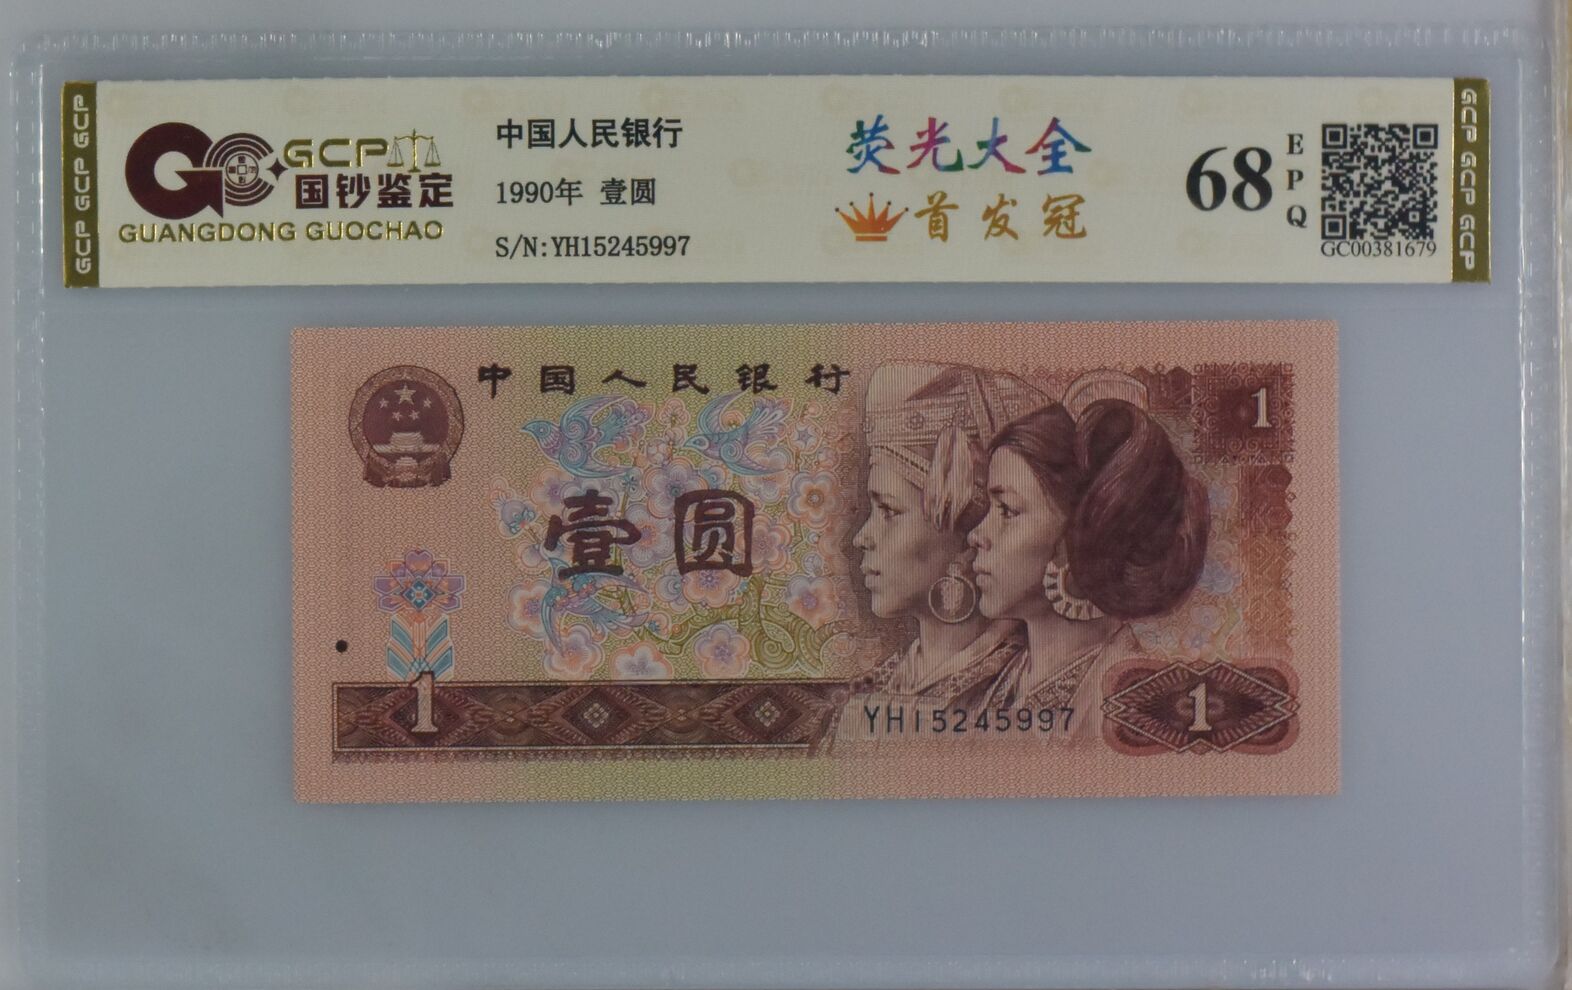 GCP GCP GCP
GCP
国钞鉴定
GUANGDONG GUOCHAO
中国人民银行
1990年 壹圆
S/N:YH15245997
荧光大全
首发冠
68
EPQ
GC00381679
GCP GCP GCP
中国人民银行
1
壹圆
1
YH15245997
1